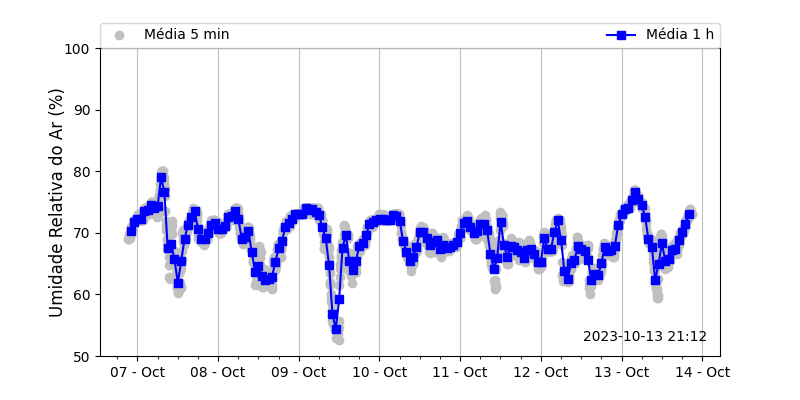 Média 5 min
Média 1 h
Umidade Relativa do Ar (%)
100
90
80
70
60
50
2023-10-13 21:12
07 - Oct
08 - Oct
09 - Oct
10 - Oct
11 - Oct
12 - Oct
13 - Oct
14 - Oct